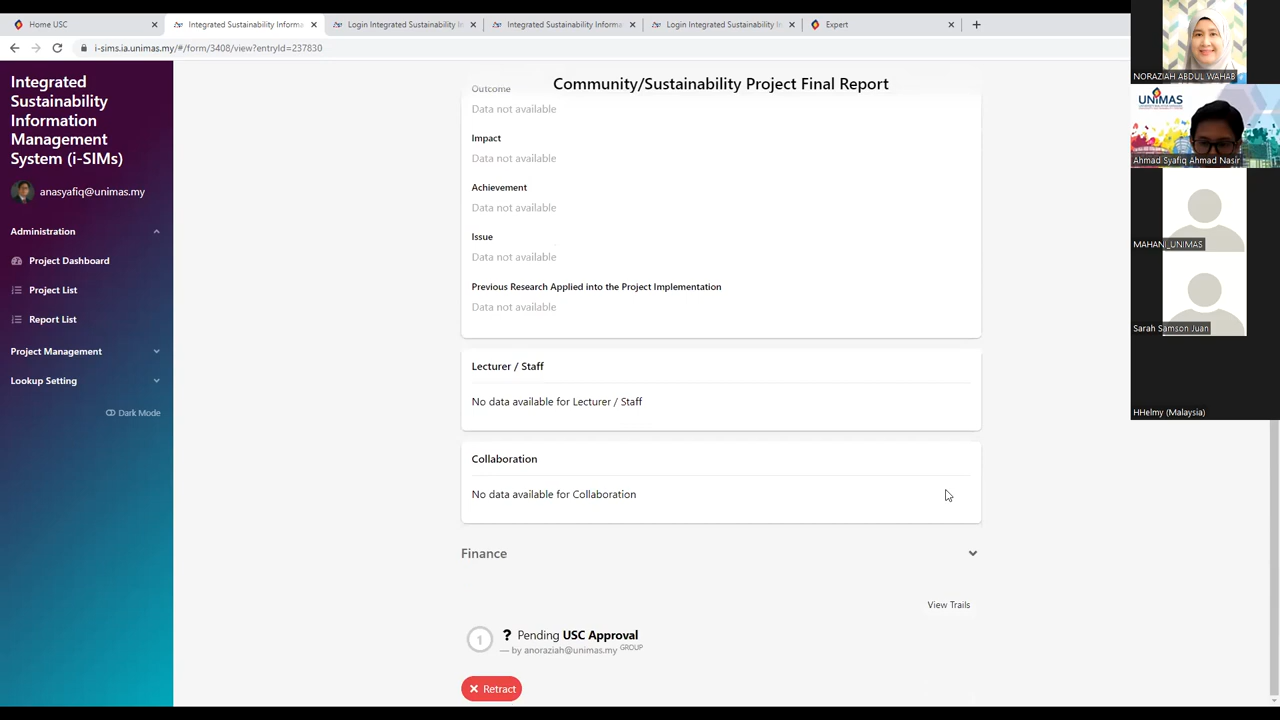 Home USC
Integrated Sustainability Informa
Login Integrated Sustainability In
Integrated Sustainability Informa
Login Integrated Sustainability In
Expert
i-sims.ia.unimas.my/#/form/3408/view?entryId=237830
Integrated
Sustainability
Information
Management
System (i-SIMs)
anasyafiq@unimas.my
Administration
Project Dashboard
Project List
Report List
Project Management
Lookup Setting
Dark Mode
Community/Sustainability Project Final Report
Outcome
Data not available
Impact
Data not available
Achievement
Data not available
Issue
Data not available
Previous Research Applied into the Project Implementation
Data not available
Lecturer / Staff
No data available for Lecturer / Staff
Collaboration
No data available for Collaboration
Finance
View Trails
1
? Pending USC Approval
— by anoraziah@unimas.my GROUP
Retract
NORAZIAH ABDUL WAHAB
UNIMAS
Ahmad Syafiq Ahmad Nasir
MAHANI_UNIMAS
Sarah Samson Juan
HHelmy (Malaysia)